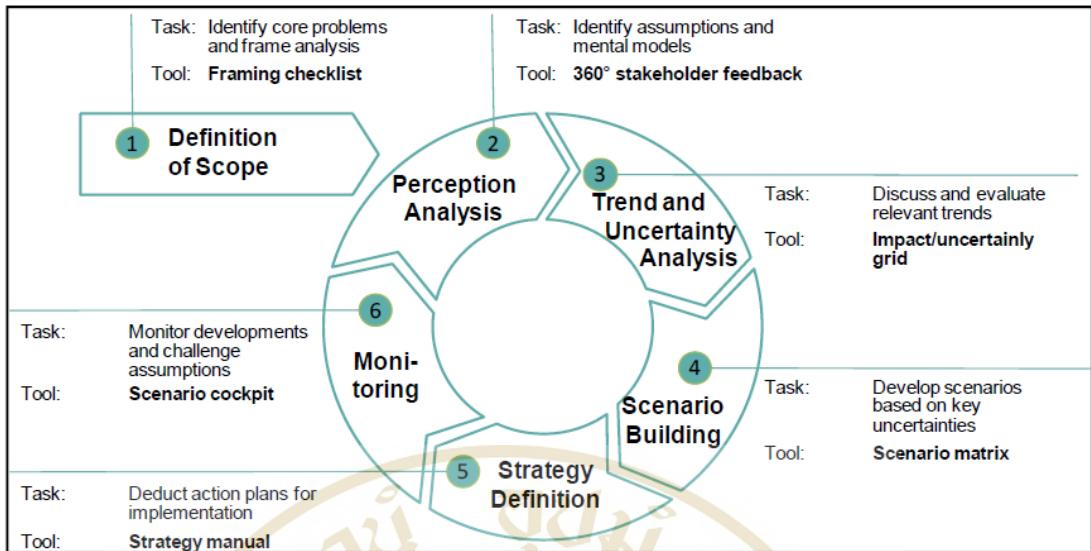 Task: Identify core problems
and frame analysis
Tool: Framing checklist
Task: Identify assumptions and
mental models
Tool: 360° stakeholder feedback
1 Definition
of Scope
2
Perception
Analysis
3
Trend and
Uncertainty
Analysis
Task: Discuss and evaluate
relevant trends
Tool: Impact/uncertainly
grid
6
Moni-
toring
Task: Monitor developments
and challenge
assumptions
Tool: Scenario cockpit
4
Scenario
Building
Task: Develop scenarios
based on key
uncertainties
Tool: Scenario matrix
5 Strategy
Definition
Task: Deduct action plans for
implementation
Tool: Strategy manual